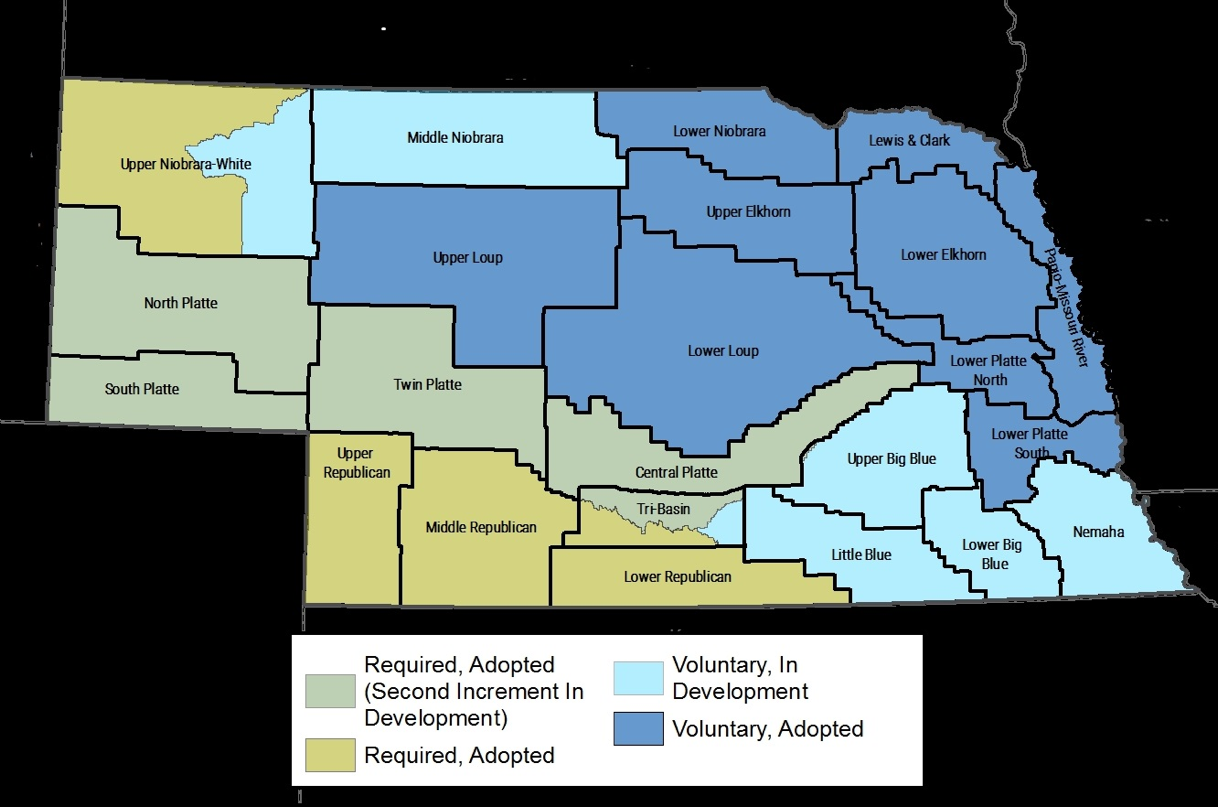 Middle Niobrara
Lower Niobrara
Lewis & Clark
Upper Niobrara-White
Upper Elkhorn
Upper Loup
Lower Elkhorn
Papio-Missouri River
North Platte
Lower Loup
Lower Platte
North
South Platte
Twin Platte
Lower Platte
South
Upper
Republican
Central Platte
Upper Big Blue
Tri-Basin
Middle Republican
Nemaha
Little Blue
Lower Big
Blue
Lower Republican
Required, Adopted
(Second Increment In
Development)
Required, Adopted
Voluntary, In
Development
Voluntary, Adopted